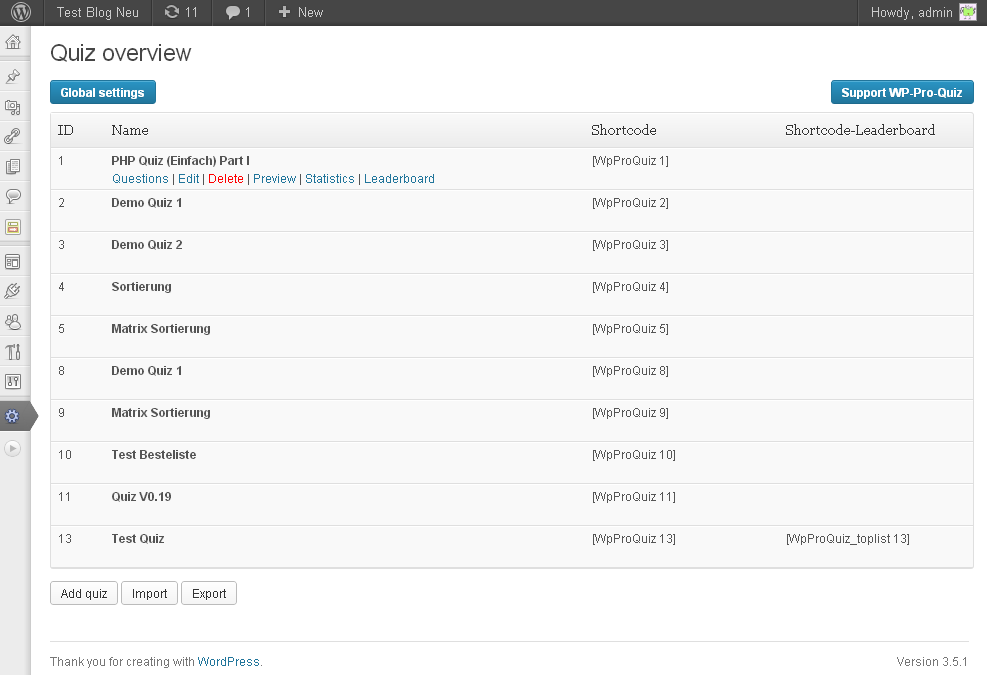 Test Blog Neu 11 1 New Howdy, admin
Quiz overview
Global settings Support WP-Pro-Quiz
ID Name Shortcode Shortcode-Leaderboard
1 PHP Quiz (Einfach) Part I [WpProQuiz 1]
Questions | Edit | Delete | Preview | Statistics | Leaderboard
2 Demo Quiz 1 [WpProQuiz 2]
3 Demo Quiz 2 [WpProQuiz 3]
4 Sortierung [WpProQuiz 4]
5 Matrix Sortierung [WpProQuiz 5]
8 Demo Quiz 1 [WpProQuiz 8]
9 Matrix Sortierung [WpProQuiz 9]
10 Test Besteliste [WpProQuiz 10]
11 Quiz V0.19 [WpProQuiz 11]
13 Test Quiz [WpProQuiz 13] [WpProQuiz_toplist 13]
Add quiz Import Export
Thank you for creating with WordPress. Version 3.5.1